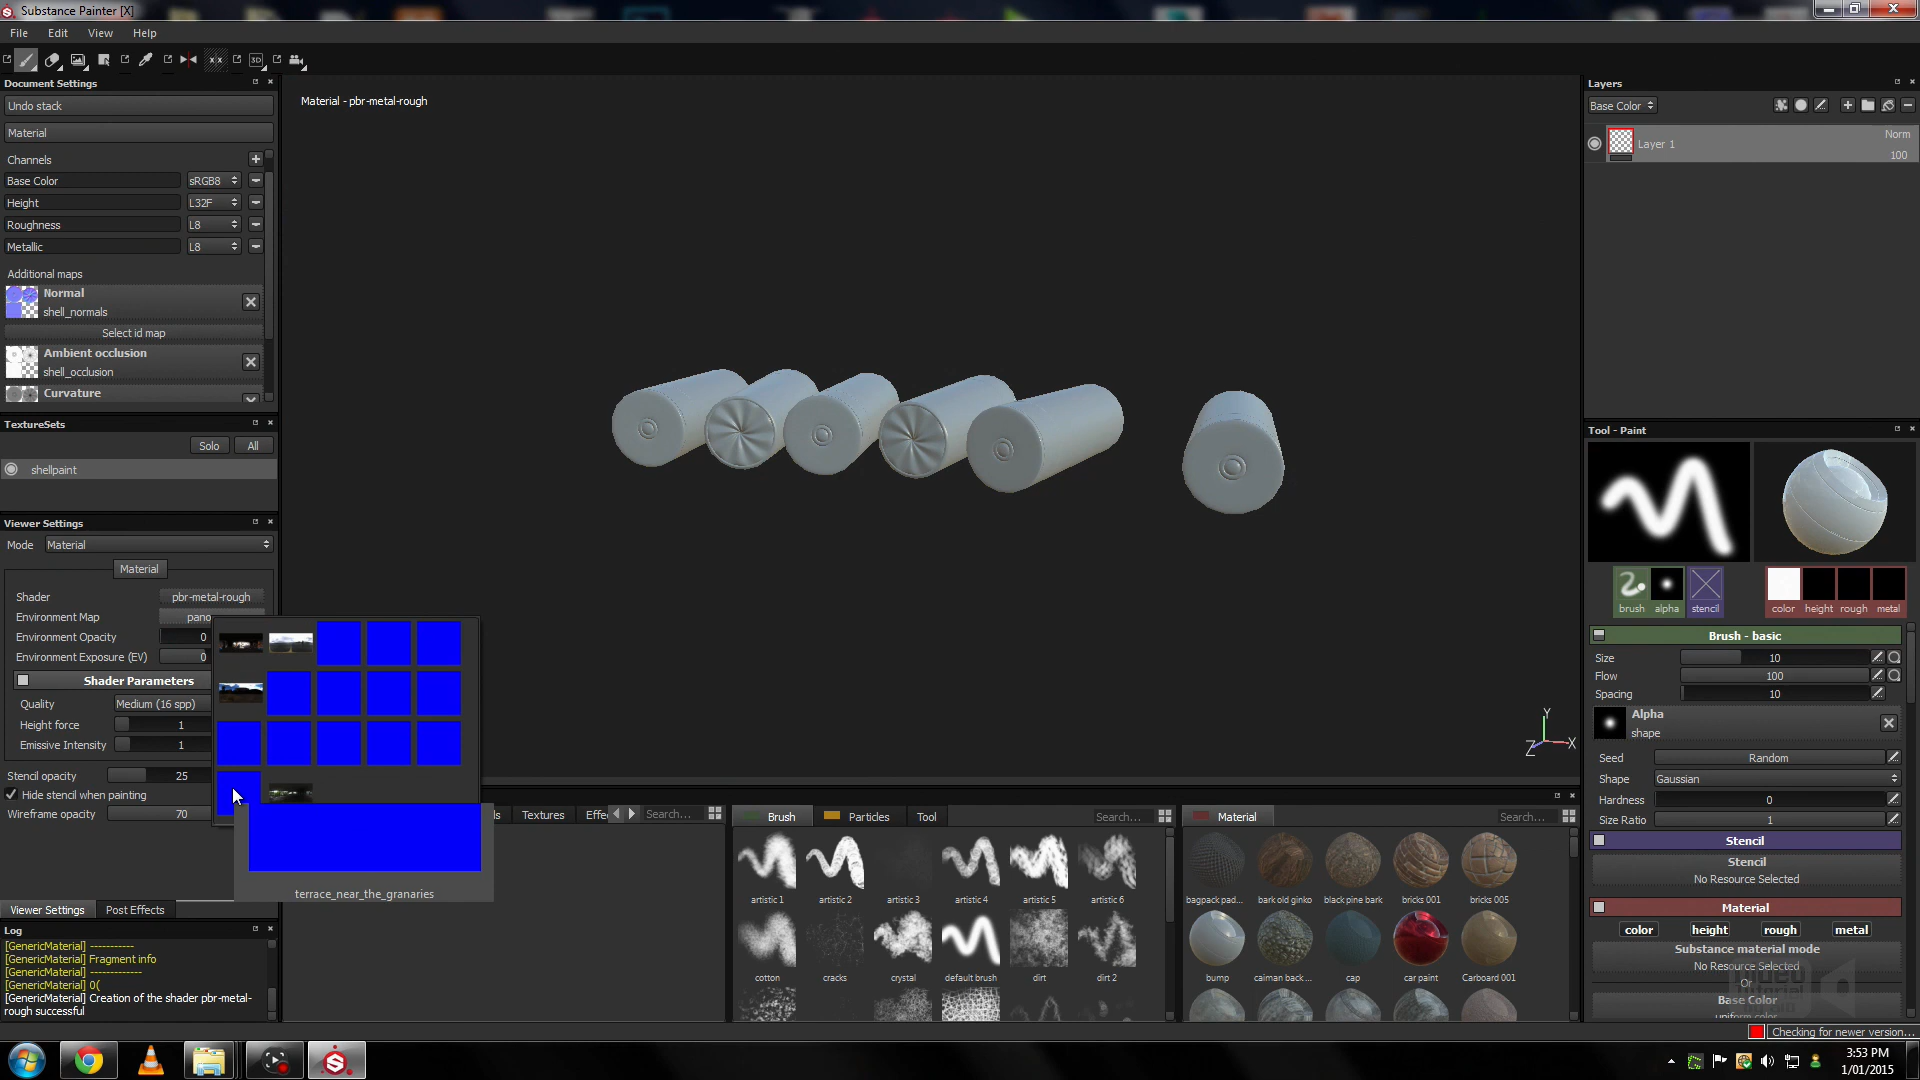 Substance Painter [X]
File Edit View Help
Document Settings
Undo stack
Material
Channels
Base Color sRGB8
Height L32F
Roughness L8
Metallic L8
Additional maps
Normal
shell_normals
Select id map
Ambient occlusion
shell_occlusion
Curvature
TextureSets
Solo All
shellpaint
Viewer Settings
Mode Material
Material
Shader pbr-metal-rough
Environment Map pano
Environment Opacity 0
Environment Exposure (EV) 0
Shader Parameters
Quality Medium (16 spp)
Height force 1
Emissive Intensity 1
Stencil opacity 25
Hide stencil when painting
Wireframe opacity 70
terrace_near_the_granaries
Viewer Settings Post Effects
Log
[GenericMaterial] -----------
[GenericMaterial] Fragment info
[GenericMaterial] -------------
[GenericMaterial] 0(
[GenericMaterial] Creation of the shader pbr-metal-
rough successful
Material - pbr-metal-rough
Y
Z X
ls Textures Effe Search...
Brush Particles Tool Search...
artistic 1 artistic 2 artistic 3 artistic 4 artistic 5 artistic 6
cotton cracks crystal default brush dirt dirt 2
Material Search...
bagpack pad... bark old ginko black pine bark bricks 001 bricks 005
bump caiman back ... cap car paint Carboard 001
Layers
Base Color
Layer 1 Norm
100
Tool - Paint
brush alpha stencil color height rough metal
Brush - basic
Size 10
Flow 100
Spacing 10
Alpha
shape
Seed Random
Shape Gaussian
Hardness 0
Size Ratio 1
Stencil
Stencil
No Resource Selected
Material
color height rough metal
Substance material mode
No Resource Selected
Or
Base Color
uniform color
Checking for newer version...
3:53 PM
1/01/2015